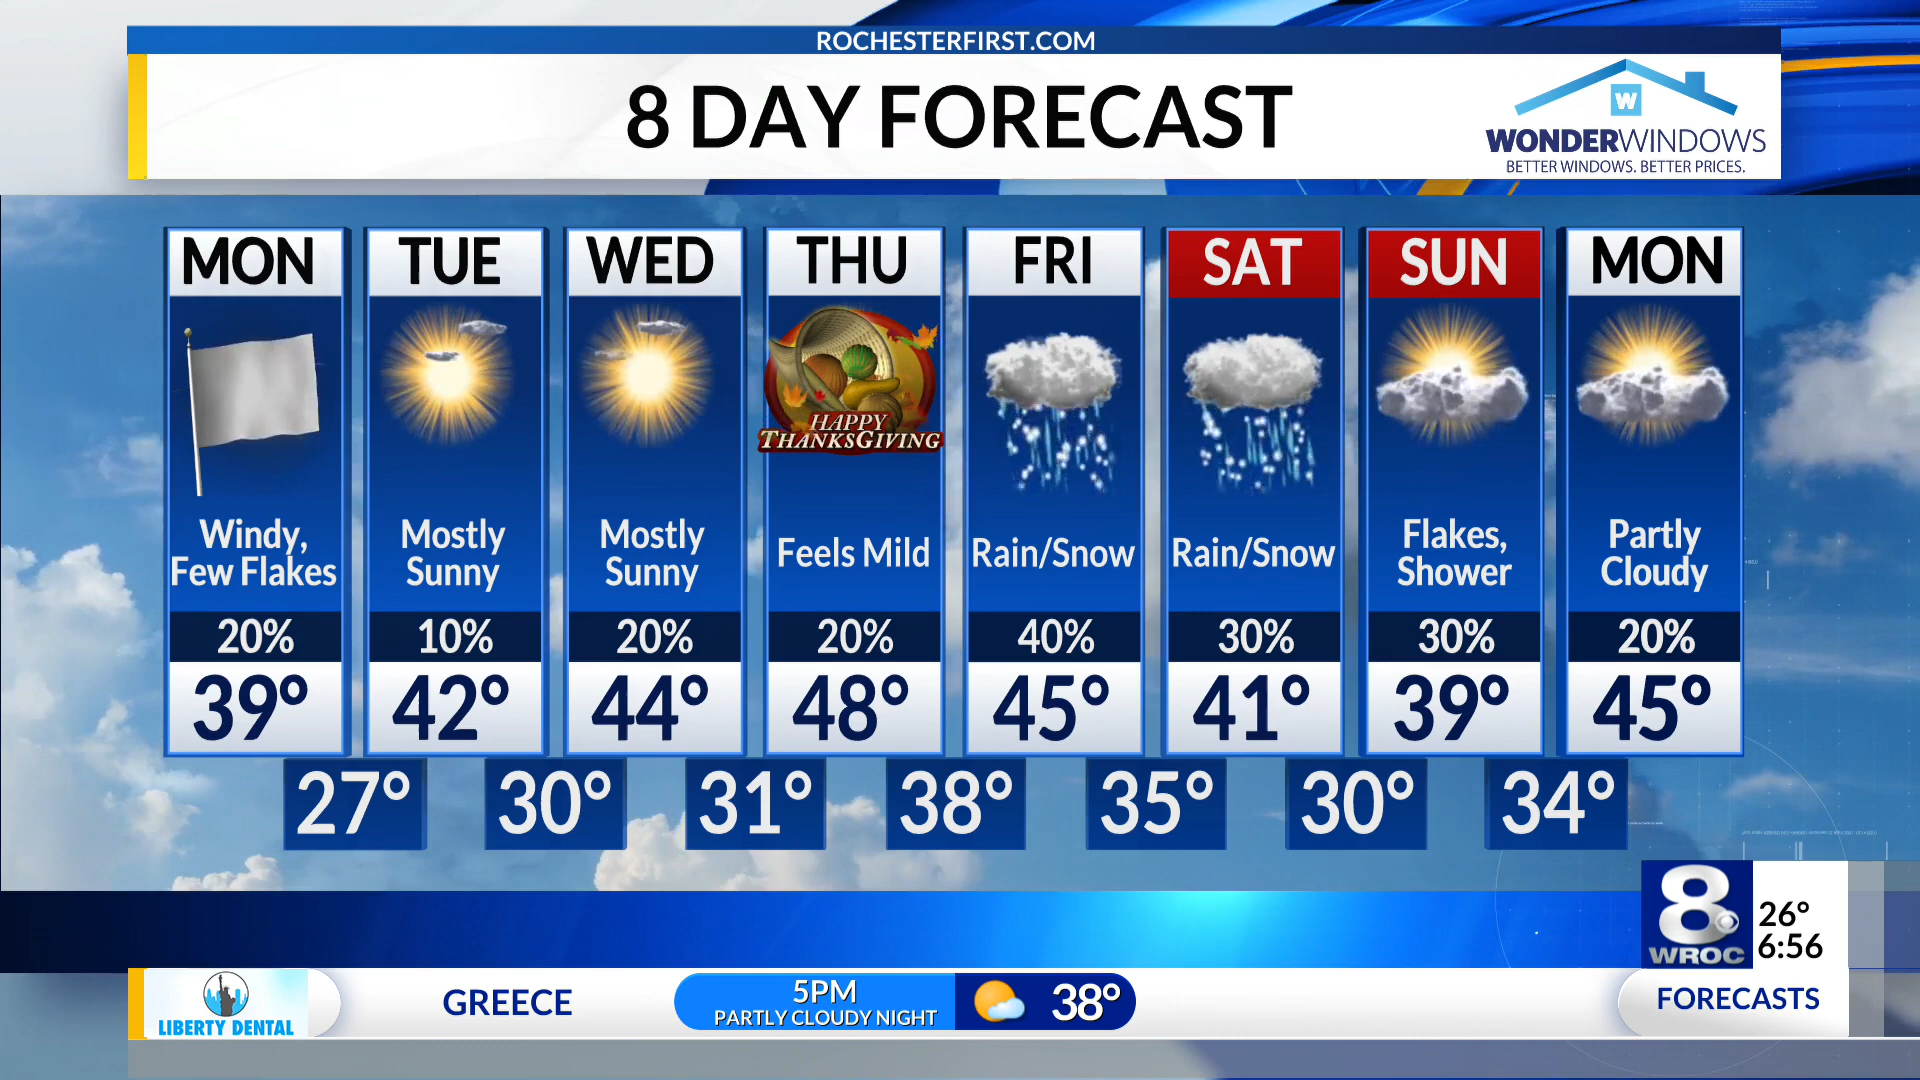 ROCHESTERFIRST.COM
8 DAY FORECAST
W
WONDERWINDOWS
BETTER WINDOWS. BETTER PRICES.
MON TUE WED THU FRI SAT SUN MON
HAPPY
THANKSGIVING
Windy,
Few Flakes
Mostly
Sunny
Mostly
Sunny
Feels Mild
Rain/Snow
Rain/Snow
Flakes,
Shower
Partly
Cloudy
20% 10% 20% 20% 40% 30% 30% 20%
39° 42° 44° 48° 45° 41° 39° 45°
27° 30° 31° 38° 35° 30° 34°
8
WROC
26°
6:56
LIBERTY DENTAL
GREECE
5PM
PARTLY CLOUDY NIGHT
38°
FORECASTS